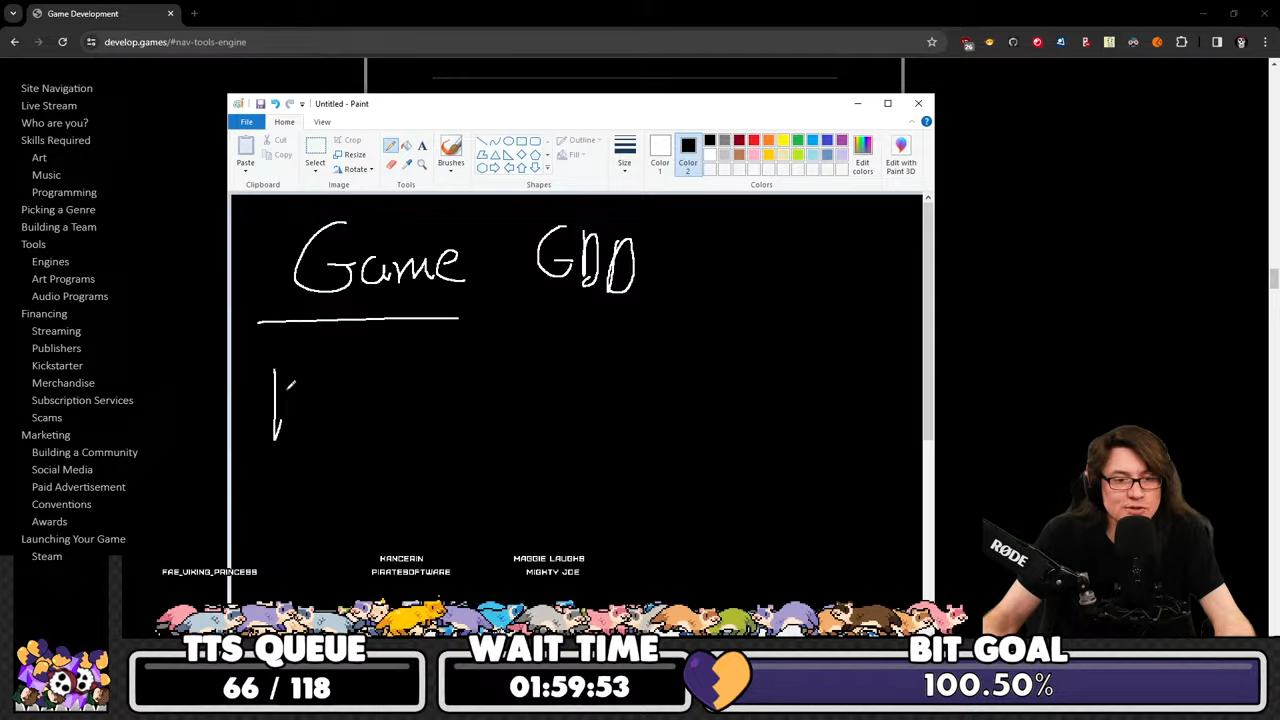 Game Development
develop.games/#nav-tools-engine
26
Site Navigation
Live Stream
Who are you?
Skills Required
Art
Music
Programming
Picking a Genre
Building a Team
Tools
Engines
Art Programs
Audio Programs
Financing
Streaming
Publishers
Kickstarter
Merchandise
Subscription Services
Scams
Marketing
Building a Community
Social Media
Paid Advertisement
Conventions
Awards
Launching Your Game
Steam
Untitled - Paint
File Home View
Paste
Cut
Copy
Clipboard
Select
Crop
Resize
Rotate
Image
A
Tools
Brushes
Outline
Fill
Shapes
Size
Color 1
Color 2
Edit colors
Colors
Edit with Paint 3D
Game GDD
RØDE
FAE_VIKING_PRINCESS
KANCERIN
PIRATESOFTWARE
MAGGIE LAUGHS
MIGHTY JOE
TTS QUEUE
66 / 118
WAIT TIME
01:59:53
BIT GOAL
100.50%